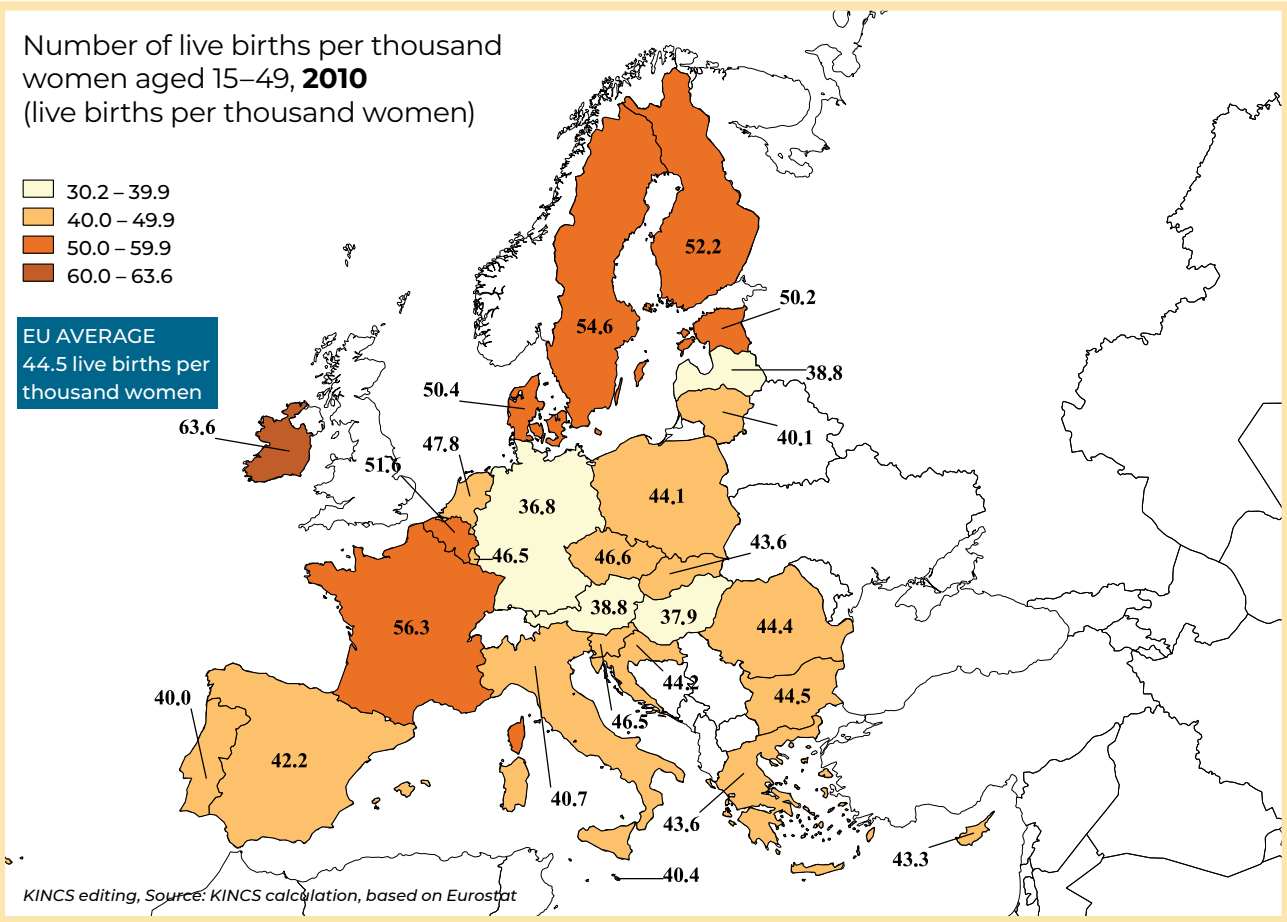 Number of live births per thousand
women aged 15–49, 2010
(live births per thousand women)
30.2 – 39.9
40.0 – 49.9
50.0 – 59.9
60.0 – 63.6
EU AVERAGE
44.5 live births per
thousand women
52.2
50.2
54.6
38.8
50.4
63.6
40.1
47.8
51.6
36.8
44.1
43.6
46.5
46.6
38.8
37.9
56.3
44.4
44.2
40.0
44.5
46.5
42.2
40.7
43.6
43.3
40.4
KINCS editing, Source: KINCS calculation, based on Eurostat